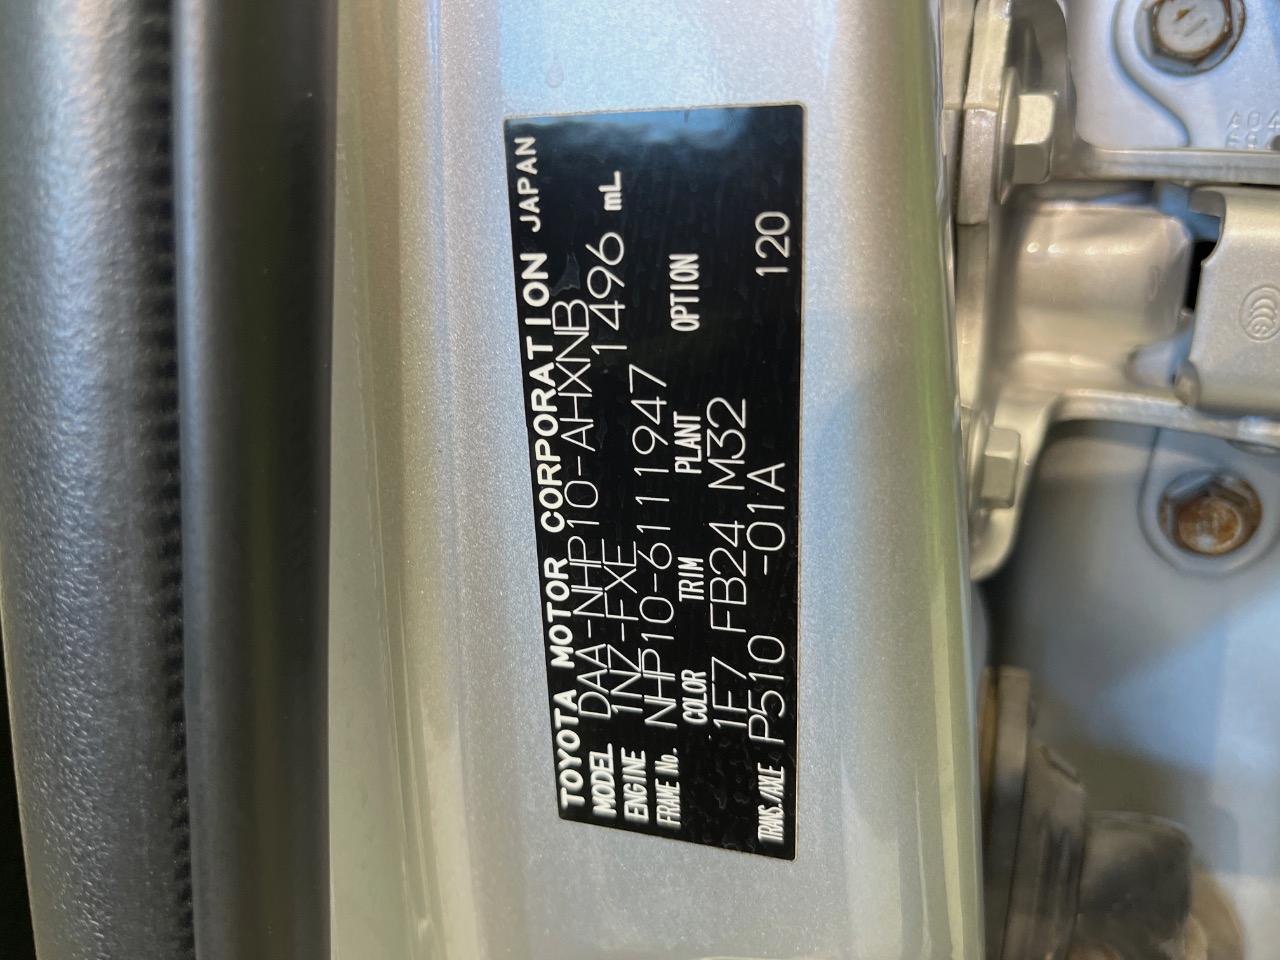 TOYOTA MOTOR CORPORATION JAPAN
MODEL DAA-NHP10-AHXNB
ENGINE 1NZ-FXE 1496 mL
FRAME No. NHP10-6111947
COLOR TRIM PLANT OPTION
1F7 FB24 M32
TRANS./AXLE P510 -01A 120